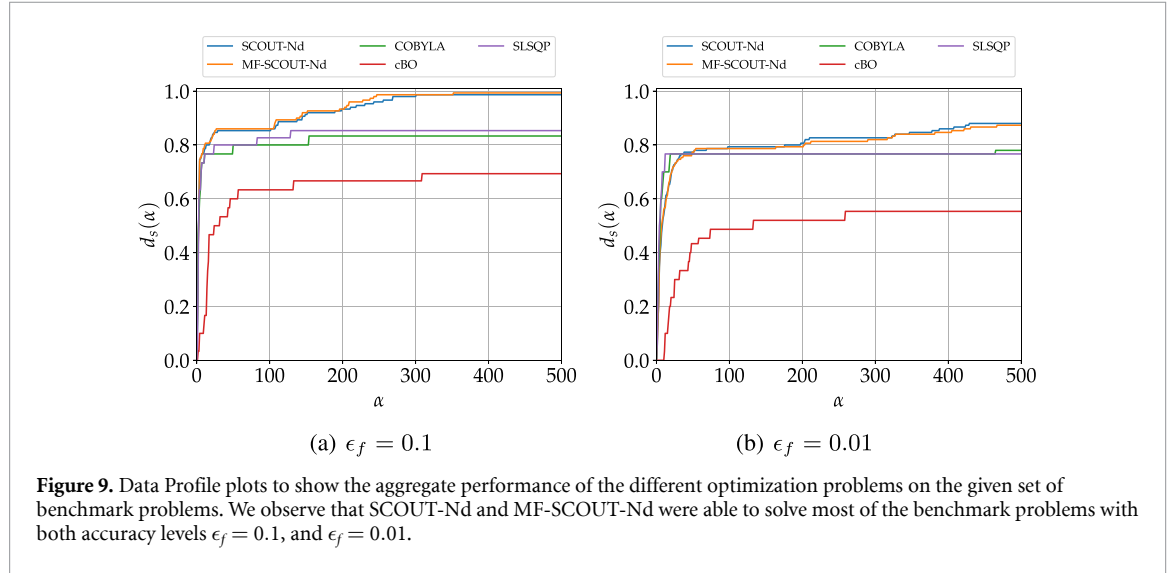 SCOUT-Nd COBYLA SLSQP
MF-SCOUT-Nd cBO
1.0
0.8
0.6
0.4
0.2
0.0
d_s(α)
0 100 200 300 400 500
α
(a) ϵ_f = 0.1
SCOUT-Nd COBYLA SLSQP
MF-SCOUT-Nd cBO
1.0
0.8
0.6
0.4
0.2
0.0
d_s(α)
0 100 200 300 400 500
α
(b) ϵ_f = 0.01
Figure 9. Data Profile plots to show the aggregate performance of the different optimization problems on the given set of
benchmark problems. We observe that SCOUT-Nd and MF-SCOUT-Nd were able to solve most of the benchmark problems with
both accuracy levels ϵ_f = 0.1, and ϵ_f = 0.01.